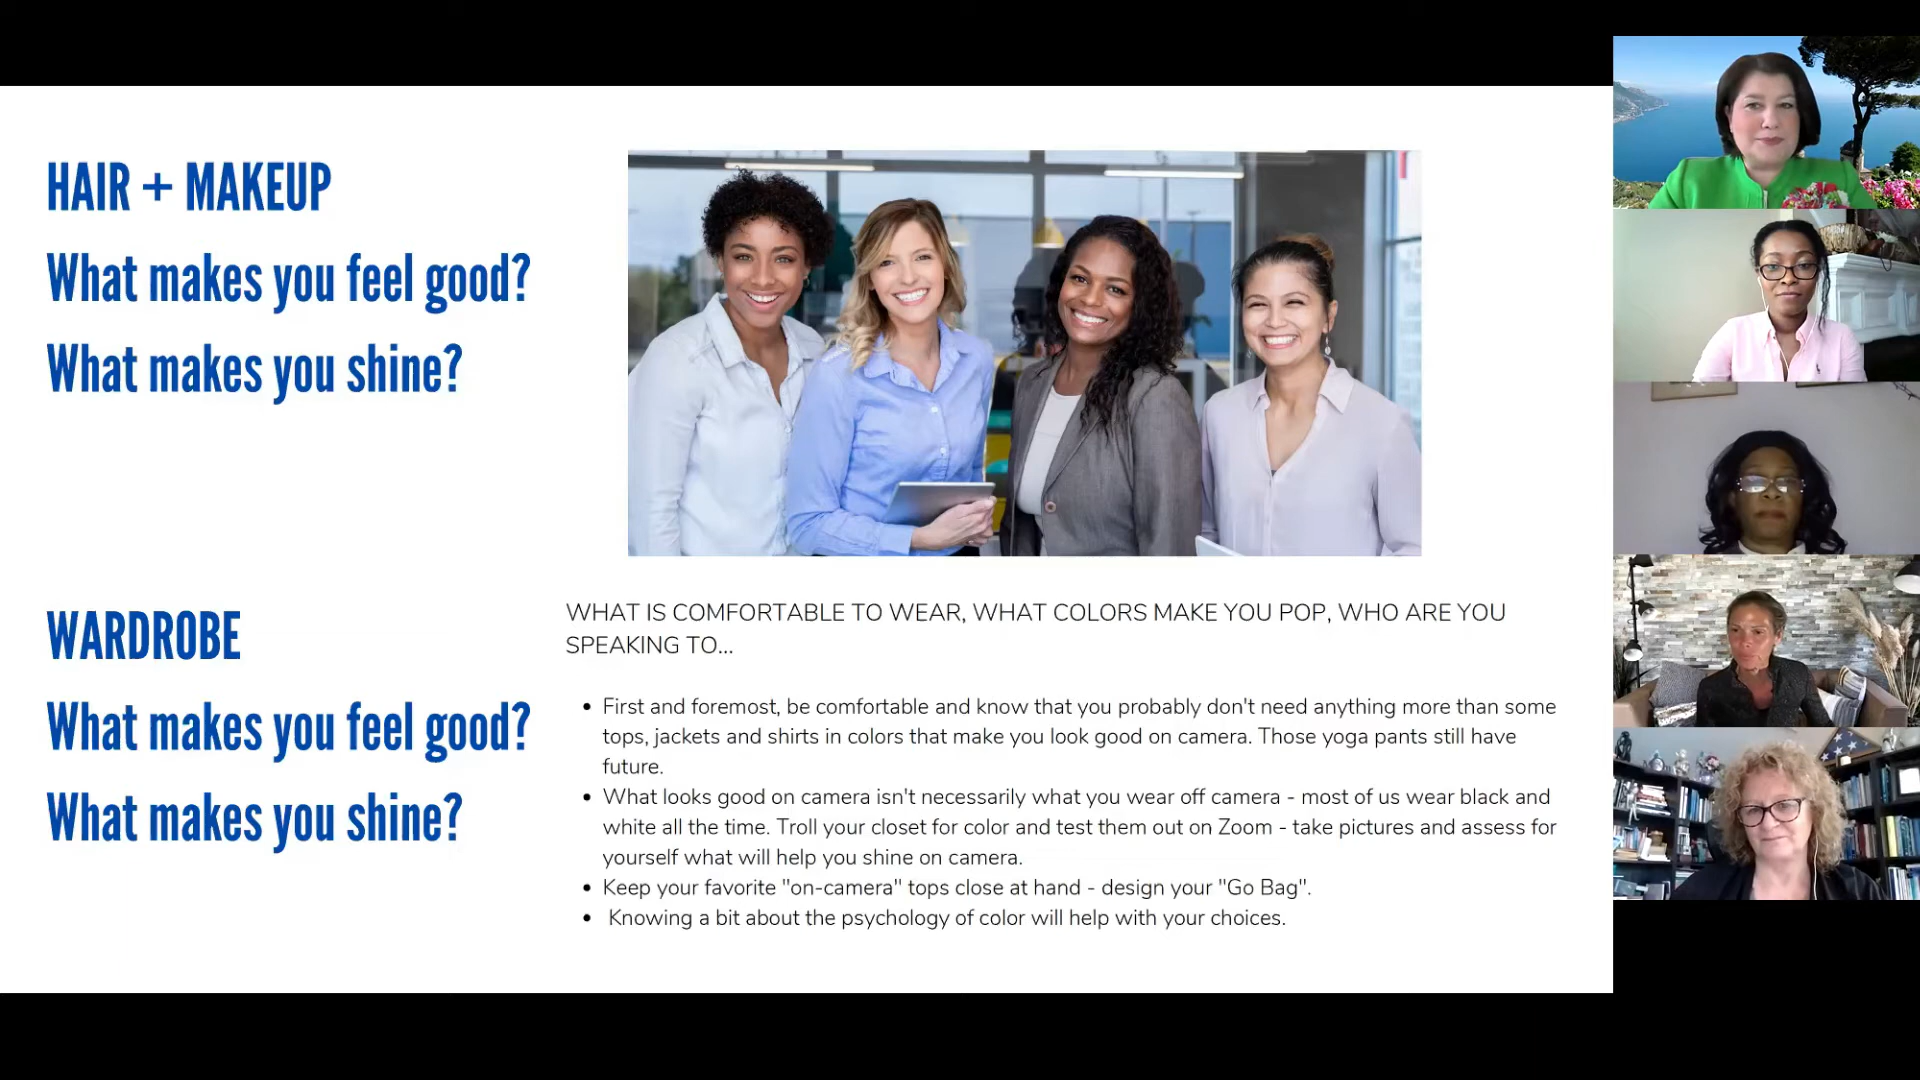 HAIR + MAKEUP
What makes you feel good?
What makes you shine?
WARDROBE
What makes you feel good?
What makes you shine?
WHAT IS COMFORTABLE TO WEAR, WHAT COLORS MAKE YOU POP, WHO ARE YOU
SPEAKING TO...
• First and foremost, be comfortable and know that you probably don't need anything more than some
tops, jackets and shirts in colors that make you look good on camera. Those yoga pants still have
future.
• What looks good on camera isn't necessarily what you wear off camera - most of us wear black and
white all the time. Troll your closet for color and test them out on Zoom - take pictures and assess for
yourself what will help you shine on camera.
• Keep your favorite "on-camera" tops close at hand - design your "Go Bag".
• Knowing a bit about the psychology of color will help with your choices.